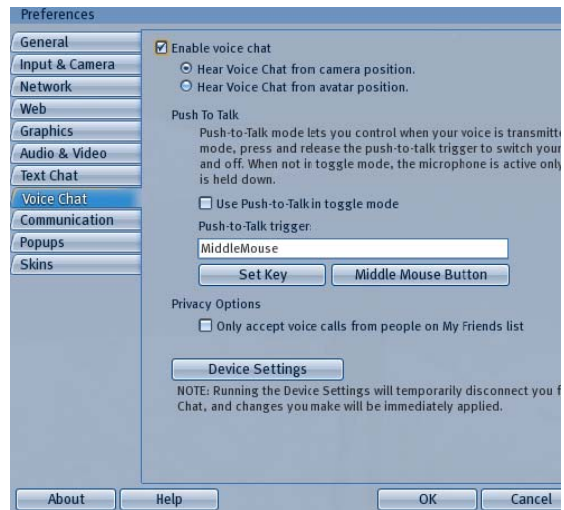 Preferences
General
Input & Camera
Network
Web
Graphics
Audio & Video
Text Chat
Voice Chat
Communication
Popups
Skins
Enable voice chat
Hear Voice Chat from camera position.
Hear Voice Chat from avatar position.
Push To Talk
Push-to-Talk mode lets you control when your voice is transmitte
mode, press and release the push-to-talk trigger to switch your
and off. When not in toggle mode, the microphone is active only
is held down.
Use Push-to-Talk in toggle mode
Push-to-Talk trigger:
MiddleMouse
Set Key Middle Mouse Button
Privacy Options
Only accept voice calls from people on My Friends list
Device Settings
NOTE: Running the Device Settings will temporarily disconnect you f
Chat, and changes you make will be immediately applied.
About Help OK Cancel